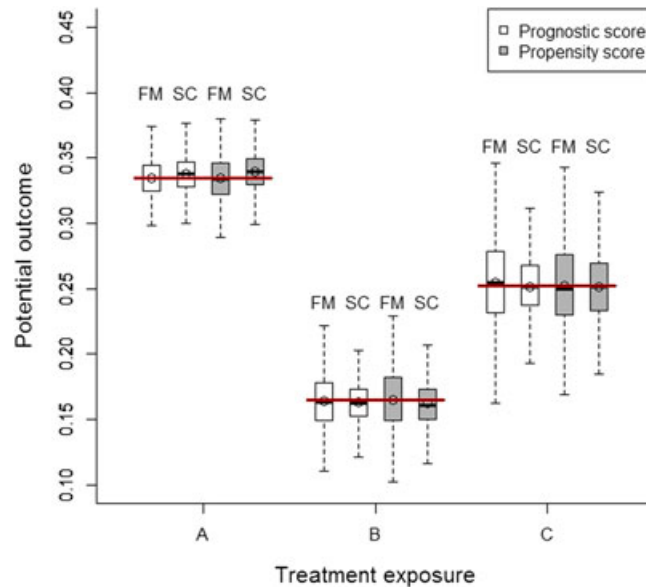 0.45
0.40
0.35
0.30
0.25
0.20
0.15
0.10
Potential outcome
Prognostic score
Propensity score
FM SC FM SC
FM SC FM SC
FM SC FM SC
A B C
Treatment exposure